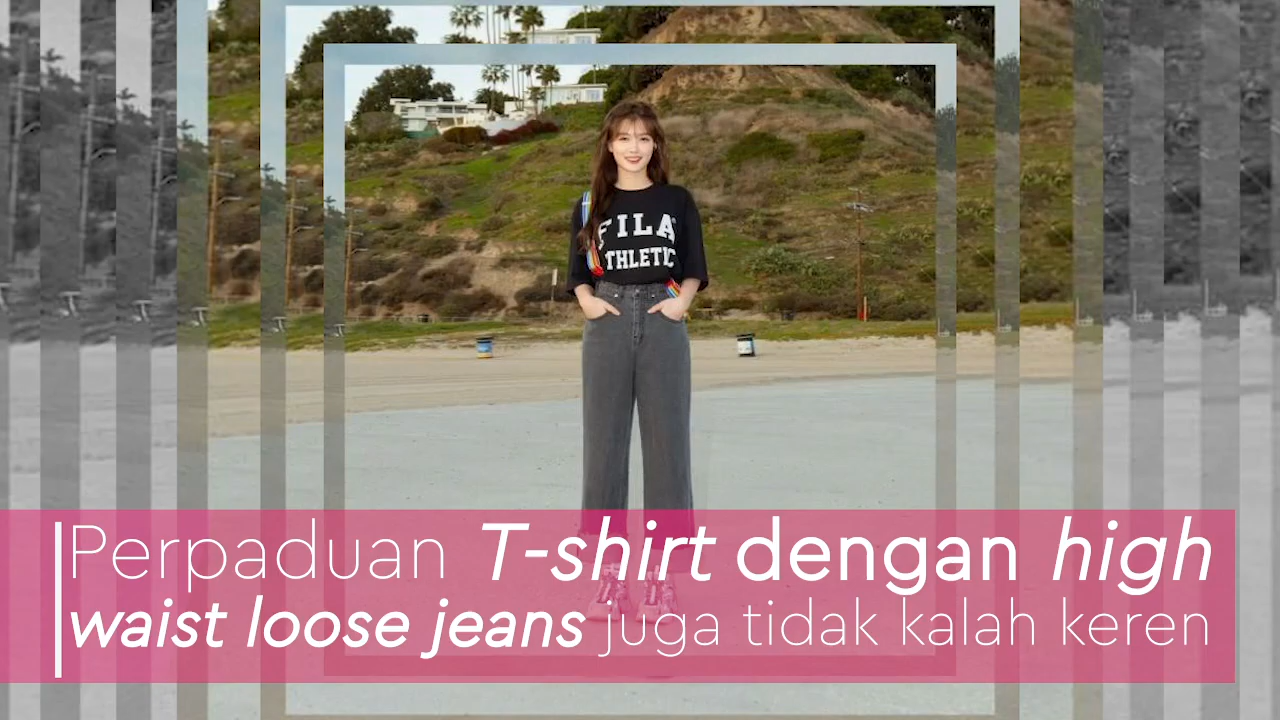 FILA
THLETIC
Perpaduan T-shirt dengan high
waist loose jeans juga tidak kalah keren